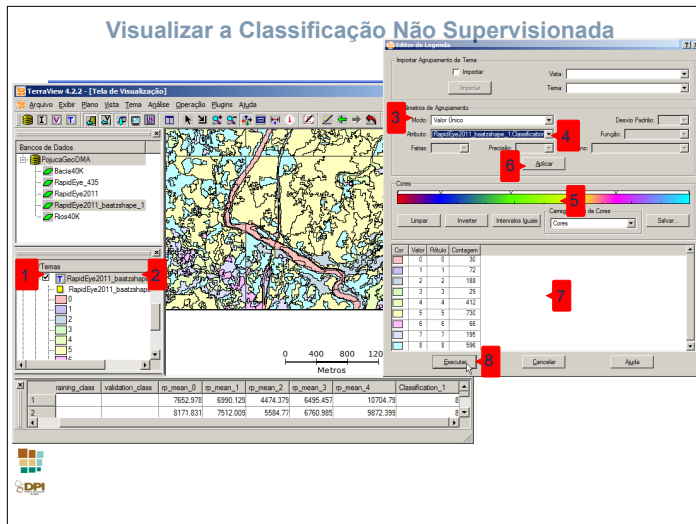 Visualizar a Classificação Não Supervisionada
TerraView 4.2.2 - [Tela de Visualização]
Arquivo Exibir Plano Vista Tema Análise Operação Plugins Ajuda
Bancos de Dados
PojucaGeoDMA
Bacia40K
RapidEye_435
RapidEye2011
RapidEye2011_baatzshape_1
Rios40K
Temas
1
RapidEye2011_baatzshape
2
RapidEye2011_baatzshape
0
1
2
3
4
5
0 400 800 120
Metros
raining_class validation_class rp_mean_0 rp_mean_1 rp_mean_2 rp_mean_3 rp_mean_4 Classification_1
1 7652.978 6990.129 4474.379 6495.457 10704.79 8
2 8171.831 7512.009 5584.77 6760.985 9872.399 8
Editor de Legenda
Importar Agrupamento de Tema
Importar
Vista:
Importar
Tema:
Parâmetros de Agrupamento
3
Modo: Valor Único
Desvio Padrão:
Atributo: RapidEye2011_baatzshape_1.Classification
4
Função:
Fatias:
Precisão:
6
Aplicar
Cores
5
Limpar
Inverter
Intervalos Iguais
Cores
Salvar...
Cor Valor Rótulo Contagem
0 0 30
1 1 72
2 2 188
3 3 25
4 4 412
5 5 730
6 6 66
7 7 195
8 8 596
7
Executar
8
Cancelar
Ajuda
DPI